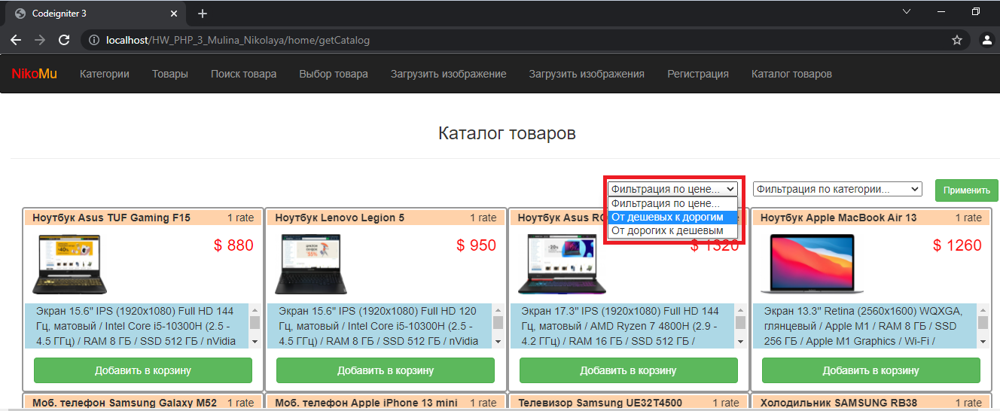 Codeigniter 3
localhost/HW_PHP_3_Mulina_Nikolaya/home/getCatalog
NikoMu Категории Товары Поиск товара Выбор товара Загрузить изображение Загрузить изображения Регистрация Каталог товаров
Каталог товаров
Фильтрация по цене... Фильтрация по категории... Применить
Фильтрация по цене...
От дешевых к дорогим
От дорогих к дешевым
Ноутбук Asus TUF Gaming F15 1 rate
$ 880
Экран 15.6" IPS (1920x1080) Full HD 144
Гц, матовый / Intel Core i5-10300H (2.5 -
4.5 ГГц) / RAM 8 ГБ / SSD 512 ГБ / nVidia
Добавить в корзину
Ноутбук Lenovo Legion 5 1 rate
$ 950
Экран 15.6" IPS (1920x1080) Full HD 120
Гц, матовый / Intel Core i5-10300H (2.5 -
4.5 ГГц) / RAM 8 ГБ / SSD 512 ГБ / nVidia
Добавить в корзину
Ноутбук Asus
$ 1320
Экран 17.3" IPS (1920x1080) Full HD 144
Гц, матовый / AMD Ryzen 7 4800H (2.9 -
4.2 ГГц) / RAM 16 ГБ / SSD 512 ГБ /
Добавить в корзину
Ноутбук Apple MacBook Air 13 1 rate
$ 1260
Экран 13.3" Retina (2560x1600) WQXGA,
глянцевый / Apple M1 / RAM 8 ГБ / SSD
256 ГБ / Apple M1 Graphics / Wi-Fi /
Добавить в корзину
Моб. телефон Samsung Galaxy M52 1 rate
Моб. телефон Apple iPhone 13 mini 1 rate
Телевизор Samsung UE32T4500 1 rate
Холодильник SAMSUNG RB38 1 rate